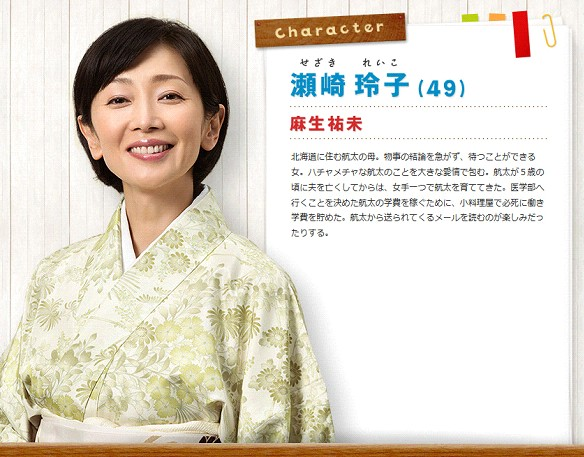 Character
せざき れいこ
瀬崎 玲子(49)
麻生祐未
北海道に住む航太の母。物事の結論を急がず、待つことができる
女。ハチャメチャな航太のことを大きな愛情で包む。航太が5歳の
頃に夫を亡くしてからは、女手一つで航太を育ててきた。医学部へ
行くことを決めた航太の学費を稼ぐために、小料理屋で必死に働き
学費を貯めた。航太から送られてくるメールを読むのが楽しみだっ
たりする。